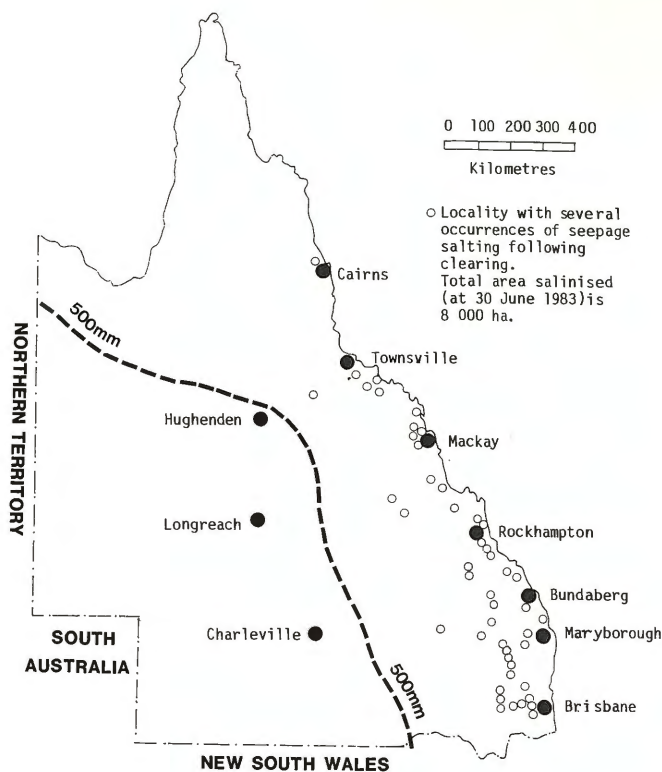 0 100 200 300 400
Kilometres
Locality with several
occurrences of seepage
salting following
clearing.
Total area salinised
(at 30 June 1983)is
8 000 ha.
Cairns
500mm
Townsville
NORTHERN TERRITORY
Hughenden
Mackay
Longreach
Rockhampton
Bundaberg
Charleville
Maryborough
SOUTH
AUSTRALIA
500mm
Brisbane
NEW SOUTH WALES